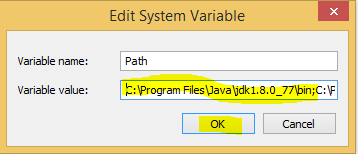 Edit System Variable
Variable name: Path
Variable value: C:\Program Files\Java\jdk1.8.0_77\bin;C:\P
OK Cancel